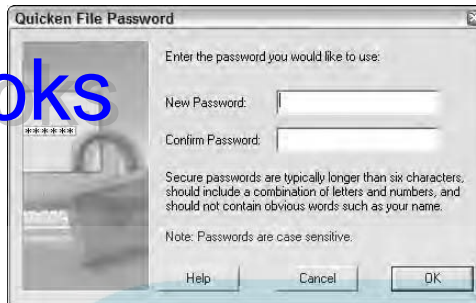 Quicken File Password
Enter the password you would like to use:
oks
New Password:
******
Confirm Password:
Secure passwords are typically longer than six characters,
should include a combination of letters and numbers, and
should not contain obvious words such as your name.
Note: Passwords are case sensitive.
Help
Cancel
OK